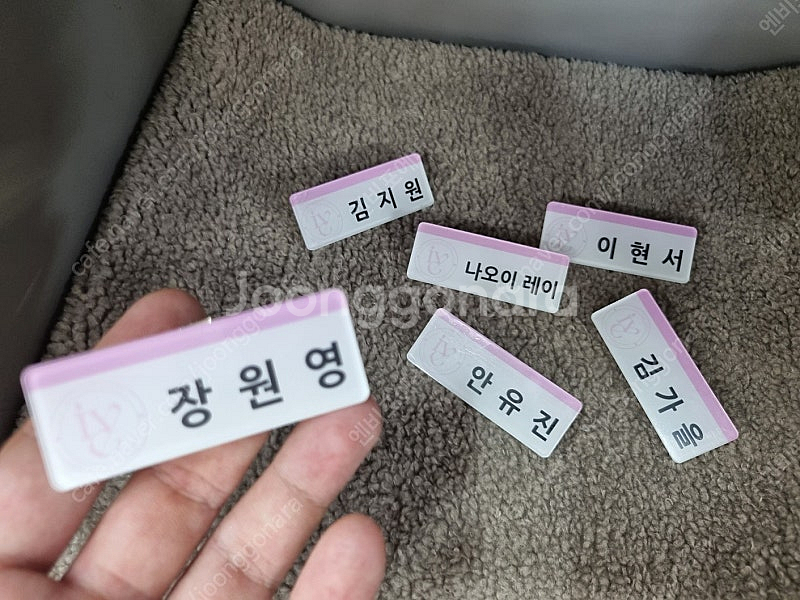 김지원
이현서
나오이 레이
장원영
안유진
김가을
Joonggonara